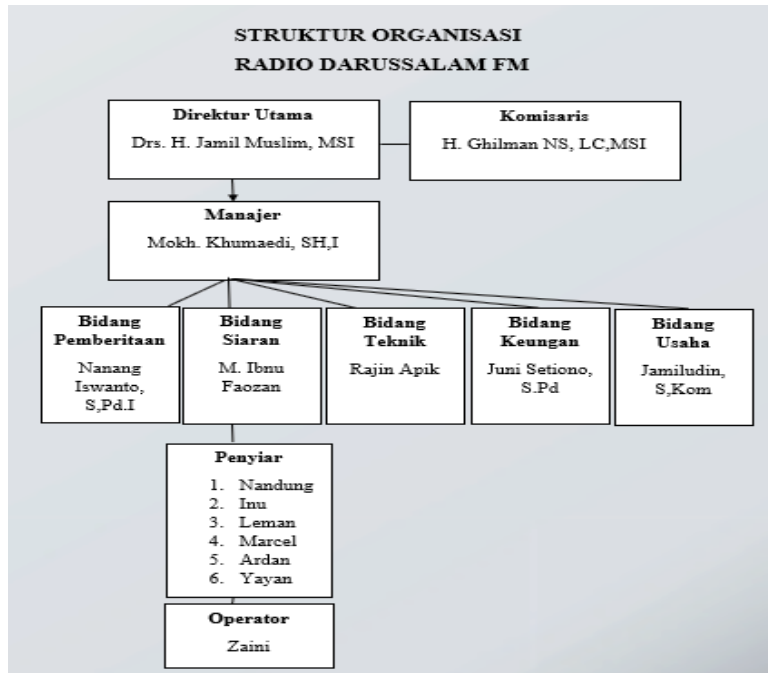 STRUKTUR ORGANISASI
RADIO DARUSSALAM FM
Direktur Utama
Drs. H. Jamil Muslim, MSI
Komisaris
H. Ghilman NS, LC,MSI
Manajer
Mokh. Khumaedi, SH,I
Bidang
Pemberitaan
Nanang
Iswanto,
S,Pd.I
Bidang
Siaran
M. Ibnu
Faozan
Bidang
Teknik
Rajin Apik
Bidang
Keungan
Juni Setiono,
S.Pd
Bidang
Usaha
Jamiludin,
S,Kom
Penyiar
1. Nandung
2. Inu
3. Leman
4. Marcel
5. Ardan
6. Yayan
Operator
Zaini